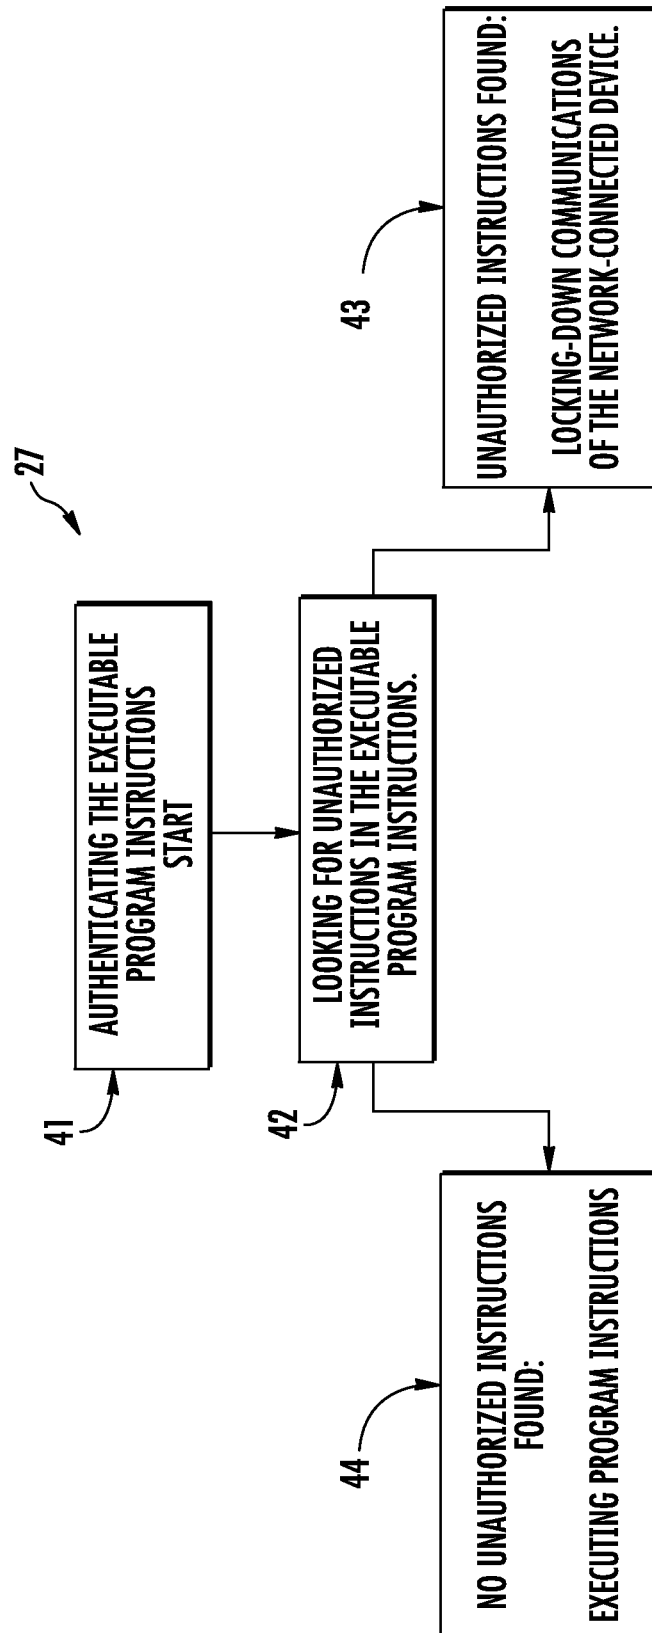 27
41
AUTHENTICATING THE EXECUTABLE
PROGRAM INSTRUCTIONS
START
42
LOOKING FOR UNAUTHORIZED
INSTRUCTIONS IN THE EXECUTABLE
PROGRAM INSTRUCTIONS.
44
NO UNAUTHORIZED INSTRUCTIONS
FOUND:
EXECUTING PROGRAM INSTRUCTIONS
43
UNAUTHORIZED INSTRUCTIONS FOUND:
LOCKING-DOWN COMMUNICATIONS
OF THE NETWORK-CONNECTED DEVICE.